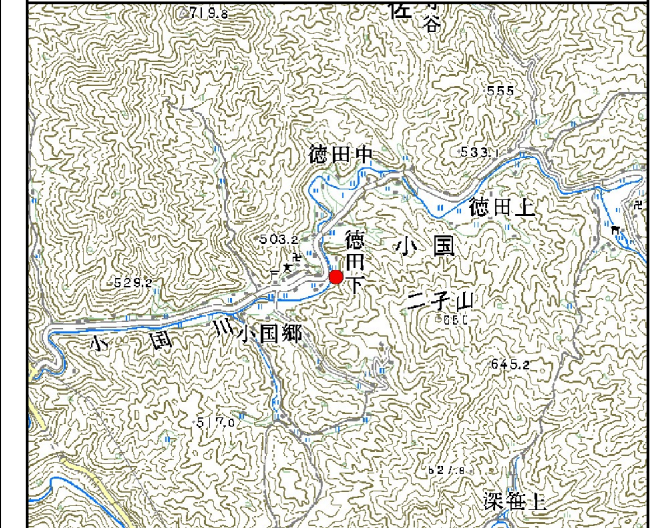 719.8
佐
谷
555
徳田中
533.1
徳田上
503.2
徳田下
小国
二子山
529.2
小国川
小国郷
645.2
517.0
627.8
深笹上